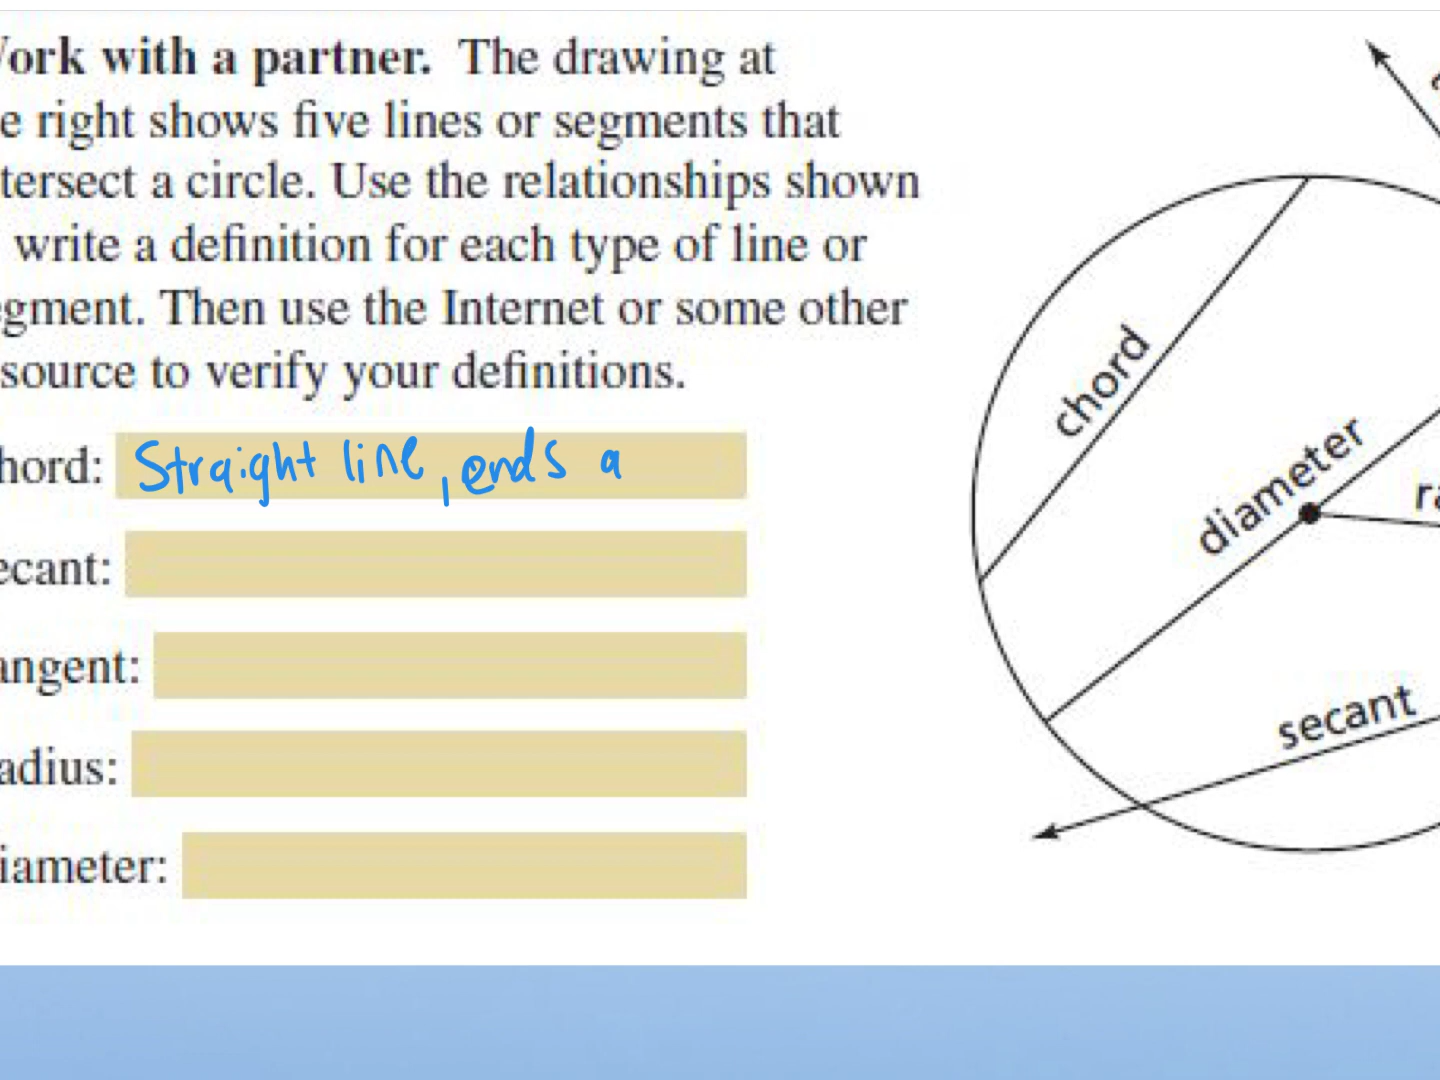 ork with a partner. The drawing at
e right shows five lines or segments that
tersect a circle. Use the relationships shown
write a definition for each type of line or
gment. Then use the Internet or some other
source to verify your definitions.
hord: Straight line, ends a
ecant:
angent:
adius:
iameter:
chord
diameter
ra
secant